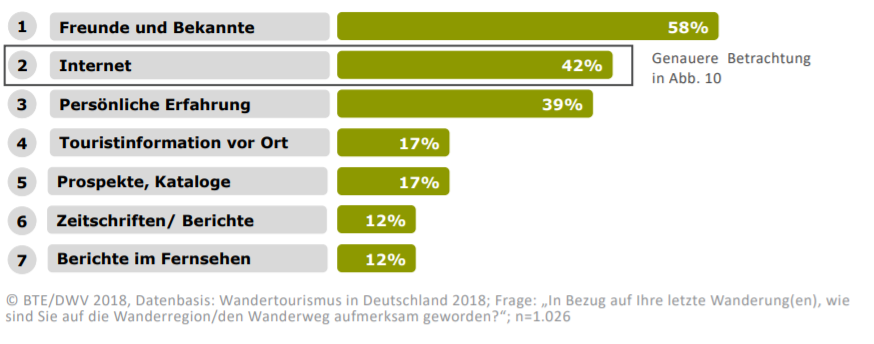 1 Freunde und Bekannte 58%
2 Internet 42%
Genauere Betrachtung
in Abb. 10
3 Persönliche Erfahrung 39%
4 Touristinformation vor Ort 17%
5 Prospekte, Kataloge 17%
6 Zeitschriften/ Berichte 12%
7 Berichte im Fernsehen 12%
© BTE/DWV 2018, Datenbasis: Wandertourismus in Deutschland 2018; Frage: „In Bezug auf Ihre letzte Wanderung(en), wie
sind Sie auf die Wanderregion/den Wanderweg aufmerksam geworden?“; n=1.026